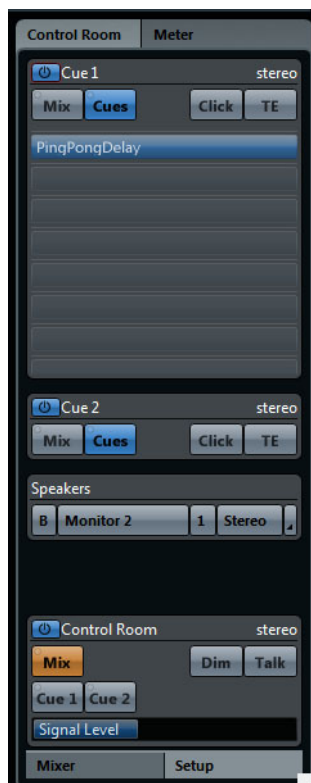 Control Room Meter
Cue 1 stereo
Mix Cues Click TE
PingPongDelay
Cue 2 stereo
Mix Cues Click TE
Speakers
B Monitor 2 1 Stereo
Control Room stereo
Mix Dim Talk
Cue 1 Cue 2
Signal Level
Mixer Setup